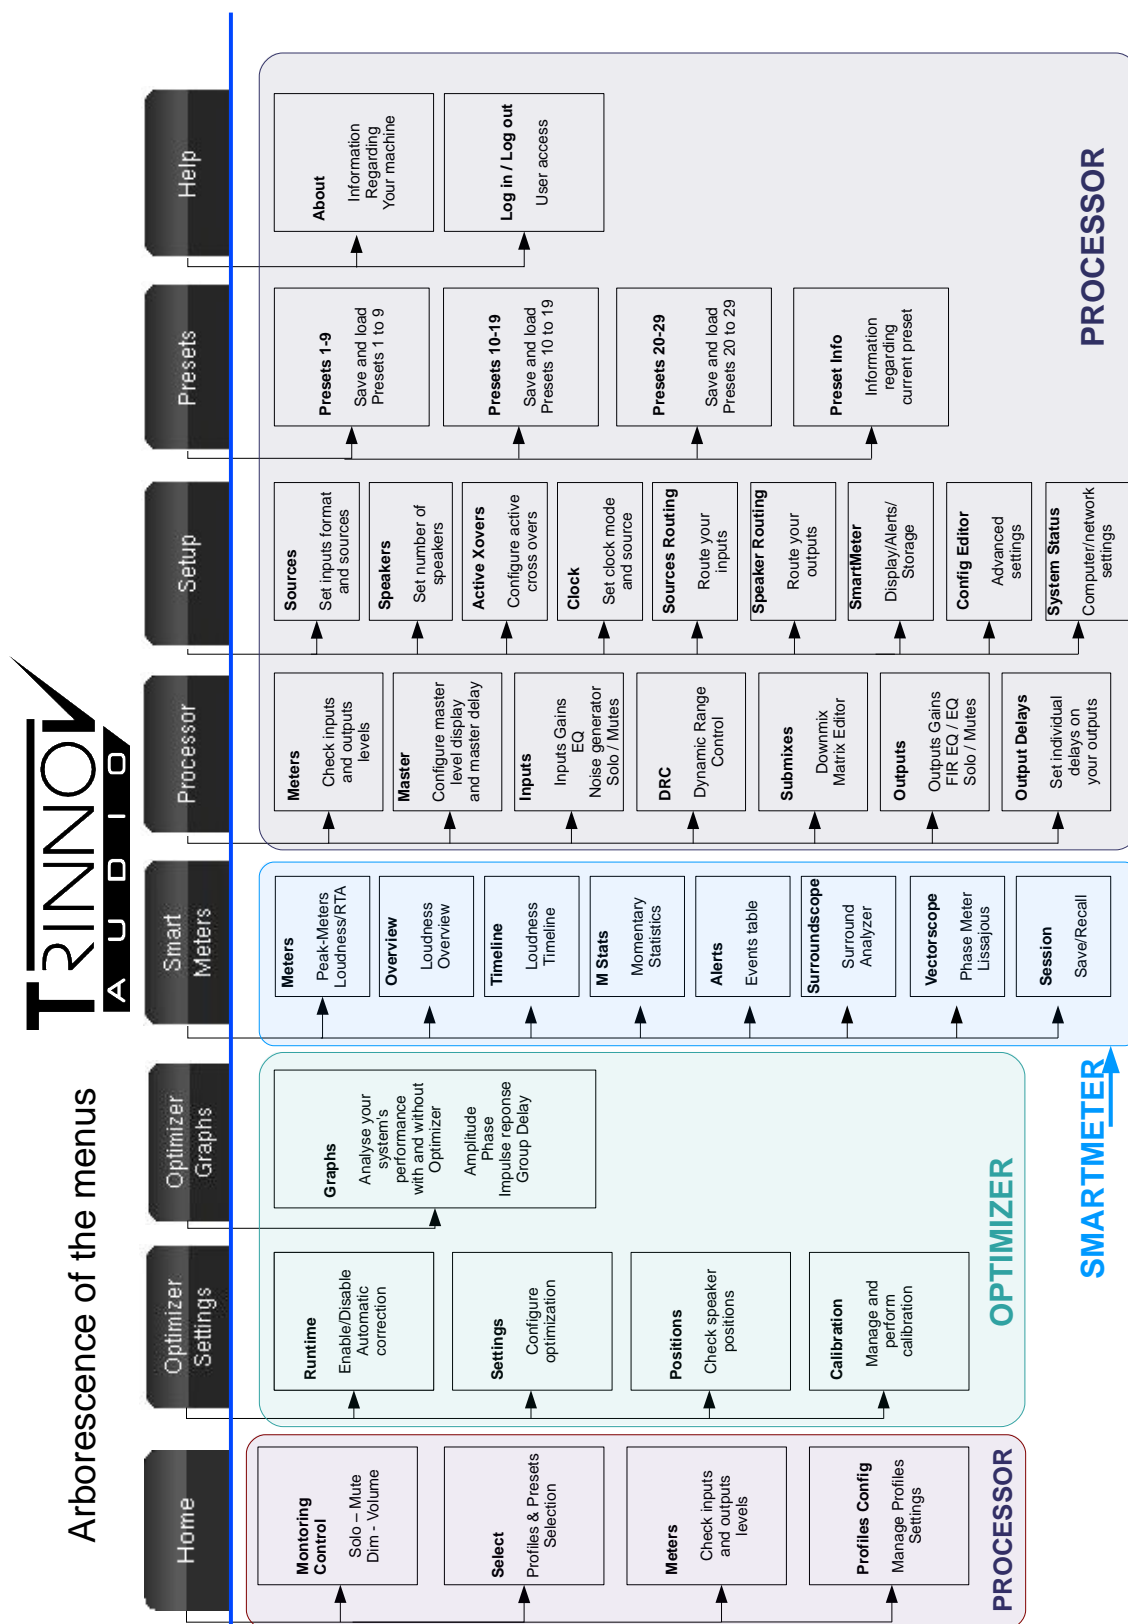 TRINNOV
AUDIO
Arborescence of the menus
Home
Optimizer
Settings
Optimizer
Graphs
Smart
Meters
Processor
Setup
Presets
Help
Montoring
Control
Solo – Mute
Dim - Volume
Select
Profiles & Presets
Selection
Meters
Check inputs
and outputs
levels
Profiles Config
Manage Profiles
Settings
PROCESSOR
Runtime
Enable/Disable
Automatic
correction
Settings
Configure
optimization
Positions
Check speaker
positions
Calibration
Manage and
perform
calibration
Graphs
Analyse your
system's
performance
with and without
Optimizer
Amplitude
Phase
Impulse reponse
Group Delay
OPTIMIZER
Meters
Peak-Meters
Loudness/RTA
Overview
Loudness
Overview
Timeline
Loudness
Timeline
M Stats
Momentary
Statistics
Alerts
Events table
Surroundscope
Surround
Analyzer
Vectorscope
Phase Meter
Lissajous
Session
Save/Recall
SMARTMETER
Meters
Check inputs
and outputs
levels
Master
Configure master
level display
and master delay
Inputs
Inputs Gains
EQ
Noise generator
Solo / Mutes
DRC
Dynamic Range
Control
Submixes
Downmix
Matrix Editor
Outputs
Outputs Gains
FIR EQ / EQ
Solo / Mutes
Output Delays
Set individual
delays on
your outputs
Sources
Set inputs format
and sources
Speakers
Set number of
speakers
Active Xovers
Configure active
cross overs
Clock
Set clock mode
and source
Sources Routing
Route your
inputs
Speaker Routing
Route your
outputs
SmartMeter
Display/Alerts/
Storage
Config Editor
Advanced
settings
System Status
Computer/network
settings
Presets 1-9
Save and load
Presets 1 to 9
Presets 10-19
Save and load
Presets 10 to 19
Presets 20-29
Save and load
Presets 20 to 29
Preset Info
Information
regarding
current preset
About
Information
Regarding
Your machine
Log in / Log out
User access
PROCESSOR